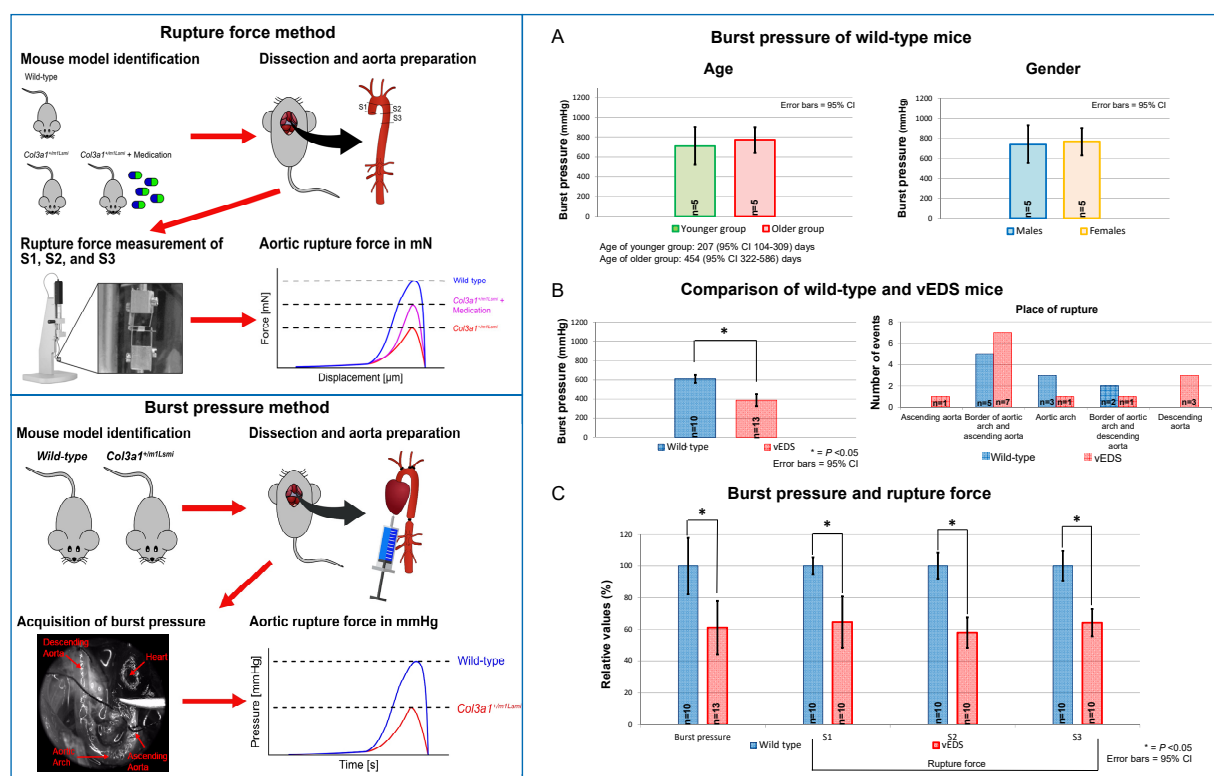 Rupture force method
Mouse model identification
Dissection and aorta preparation
Wild-type
S1
S2
S3
Col3a1+/m1Lsmi
Col3a1+/m1Lsmi + Medication
Rupture force measurement of
S1, S2, and S3
Aortic rupture force in mN
Force [mN]
Wild type
Col3a1+/m1Lsmi +
Medication
Col3a1+/m1Lsmi
Displacement [µm]
Burst pressure method
Mouse model identification
Dissection and aorta preparation
Wild-type
Col3a1+/m1Lsmi
Acquisition of burst pressure
Aortic rupture force in mmHg
Descending
Aorta
Heart
Arch
Ascending
Aorta
Pressure [mmHg]
Wild-type
Col3a1+/m1Lsmi
Time [s]
A
Burst pressure of wild-type mice
Age
Error bars = 95% CI
Burst pressure (mmHg)
1200
1000
800
600
400
200
0
n=5
n=5
Younger group
Older group
Age of younger group: 207 (95% CI 104-309) days
Age of older group: 454 (95% CI 322-586) days
Gender
Error bars = 95% CI
Burst pressure (mmHg)
1200
1000
800
600
400
200
0
n=5
n=5
Males
Females
B
Comparison of wild-type and vEDS mice
Burst pressure (mmHg)
1200
1000
800
600
400
200
0
*
n=10
n=13
Wild-type
vEDS
* = P <0.05
Error bars = 95% CI
Place of rupture
Number of events
8
6
4
2
0
n=1
n=5
n=7
n=3
n=1
n=2
n=1
n=3
Ascending aorta
Border of aortic
arch and
ascending aorta
Aortic arch
Border of aortic
arch and
descending
aorta
Descending
aorta
Wild-type
vEDS
C
Burst pressure and rupture force
Relative values (%)
120
100
80
60
40
20
0
*
*
*
*
n=10
n=13
n=10
n=10
n=10
n=10
n=10
n=10
Burst pressure
S1
S2
S3
Wild type
vEDS
Rupture force
* = P <0.05
Error bars = 95% CI